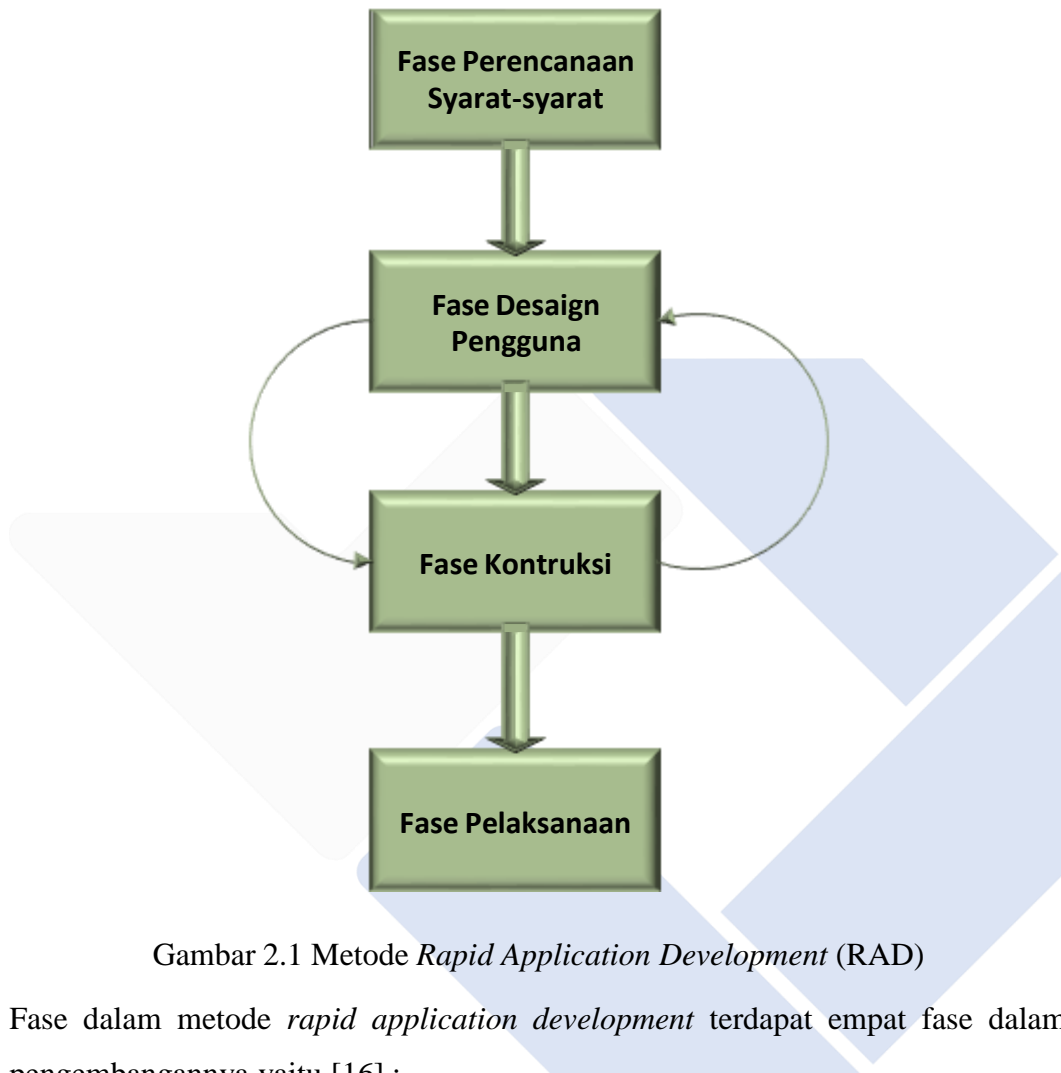 Fase Perencanaan
Syarat-syarat
Fase Desaign
Pengguna
Fase Kontruksi
Fase Pelaksanaan
Gambar 2.1 Metode Rapid Application Development (RAD)
Fase dalam metode rapid application development terdapat empat fase dalam
pengembangannya yaitu [16] :